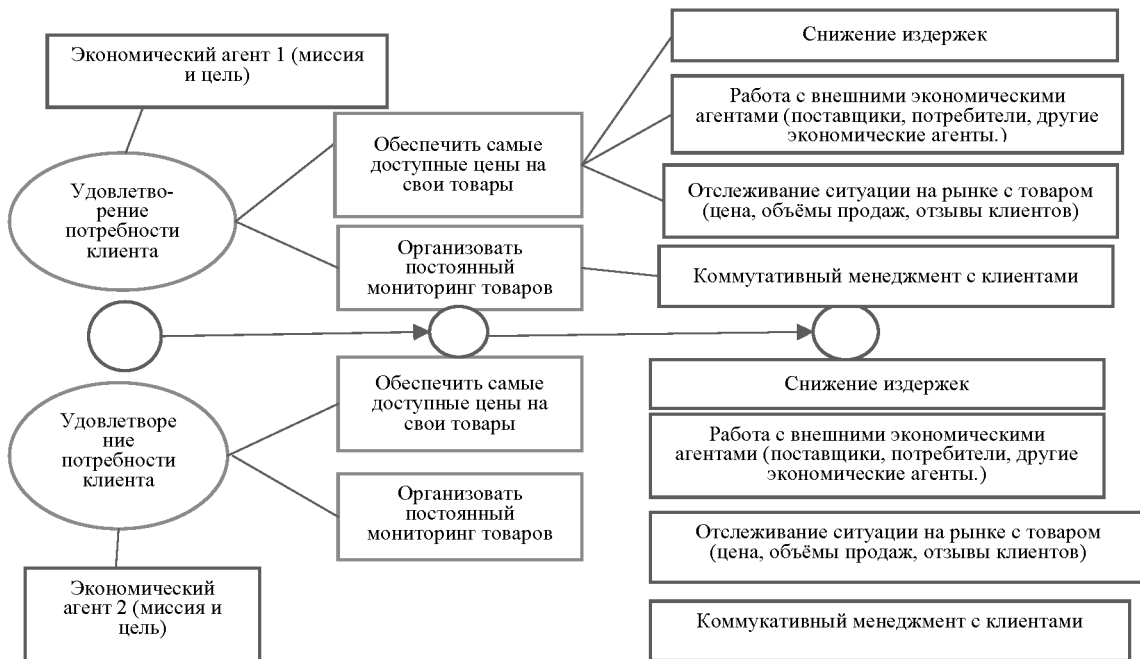 Экономический агент 1 (миссия
и цель)
Удовлетво-
рение
потребности
клиента
Обеспечить самые
доступные цены на
свои товары
Организовать
постоянный
мониторинг товаров
Снижение издержек
Работа с внешними экономическими
агентами (поставщики, потребители, другие
экономические агенты.)
Отслеживание ситуации на рынке с товаром
(цена, объёмы продаж, отзывы клиентов)
Коммутативный менеджмент с клиентами
Удовлетворе
ние
потребности
клиента
Экономический
агент 2 (миссия и
цель)
Обеспечить самые
доступные цены на
свои товары
Организовать
постоянный
мониторинг товаров
Снижение издержек
Работа с внешними экономическими
агентами (поставщики, потребители, другие
экономические агенты.)
Отслеживание ситуации на рынке с товаром
(цена, объёмы продаж, отзывы клиентов)
Коммукативный менеджмент с клиентами